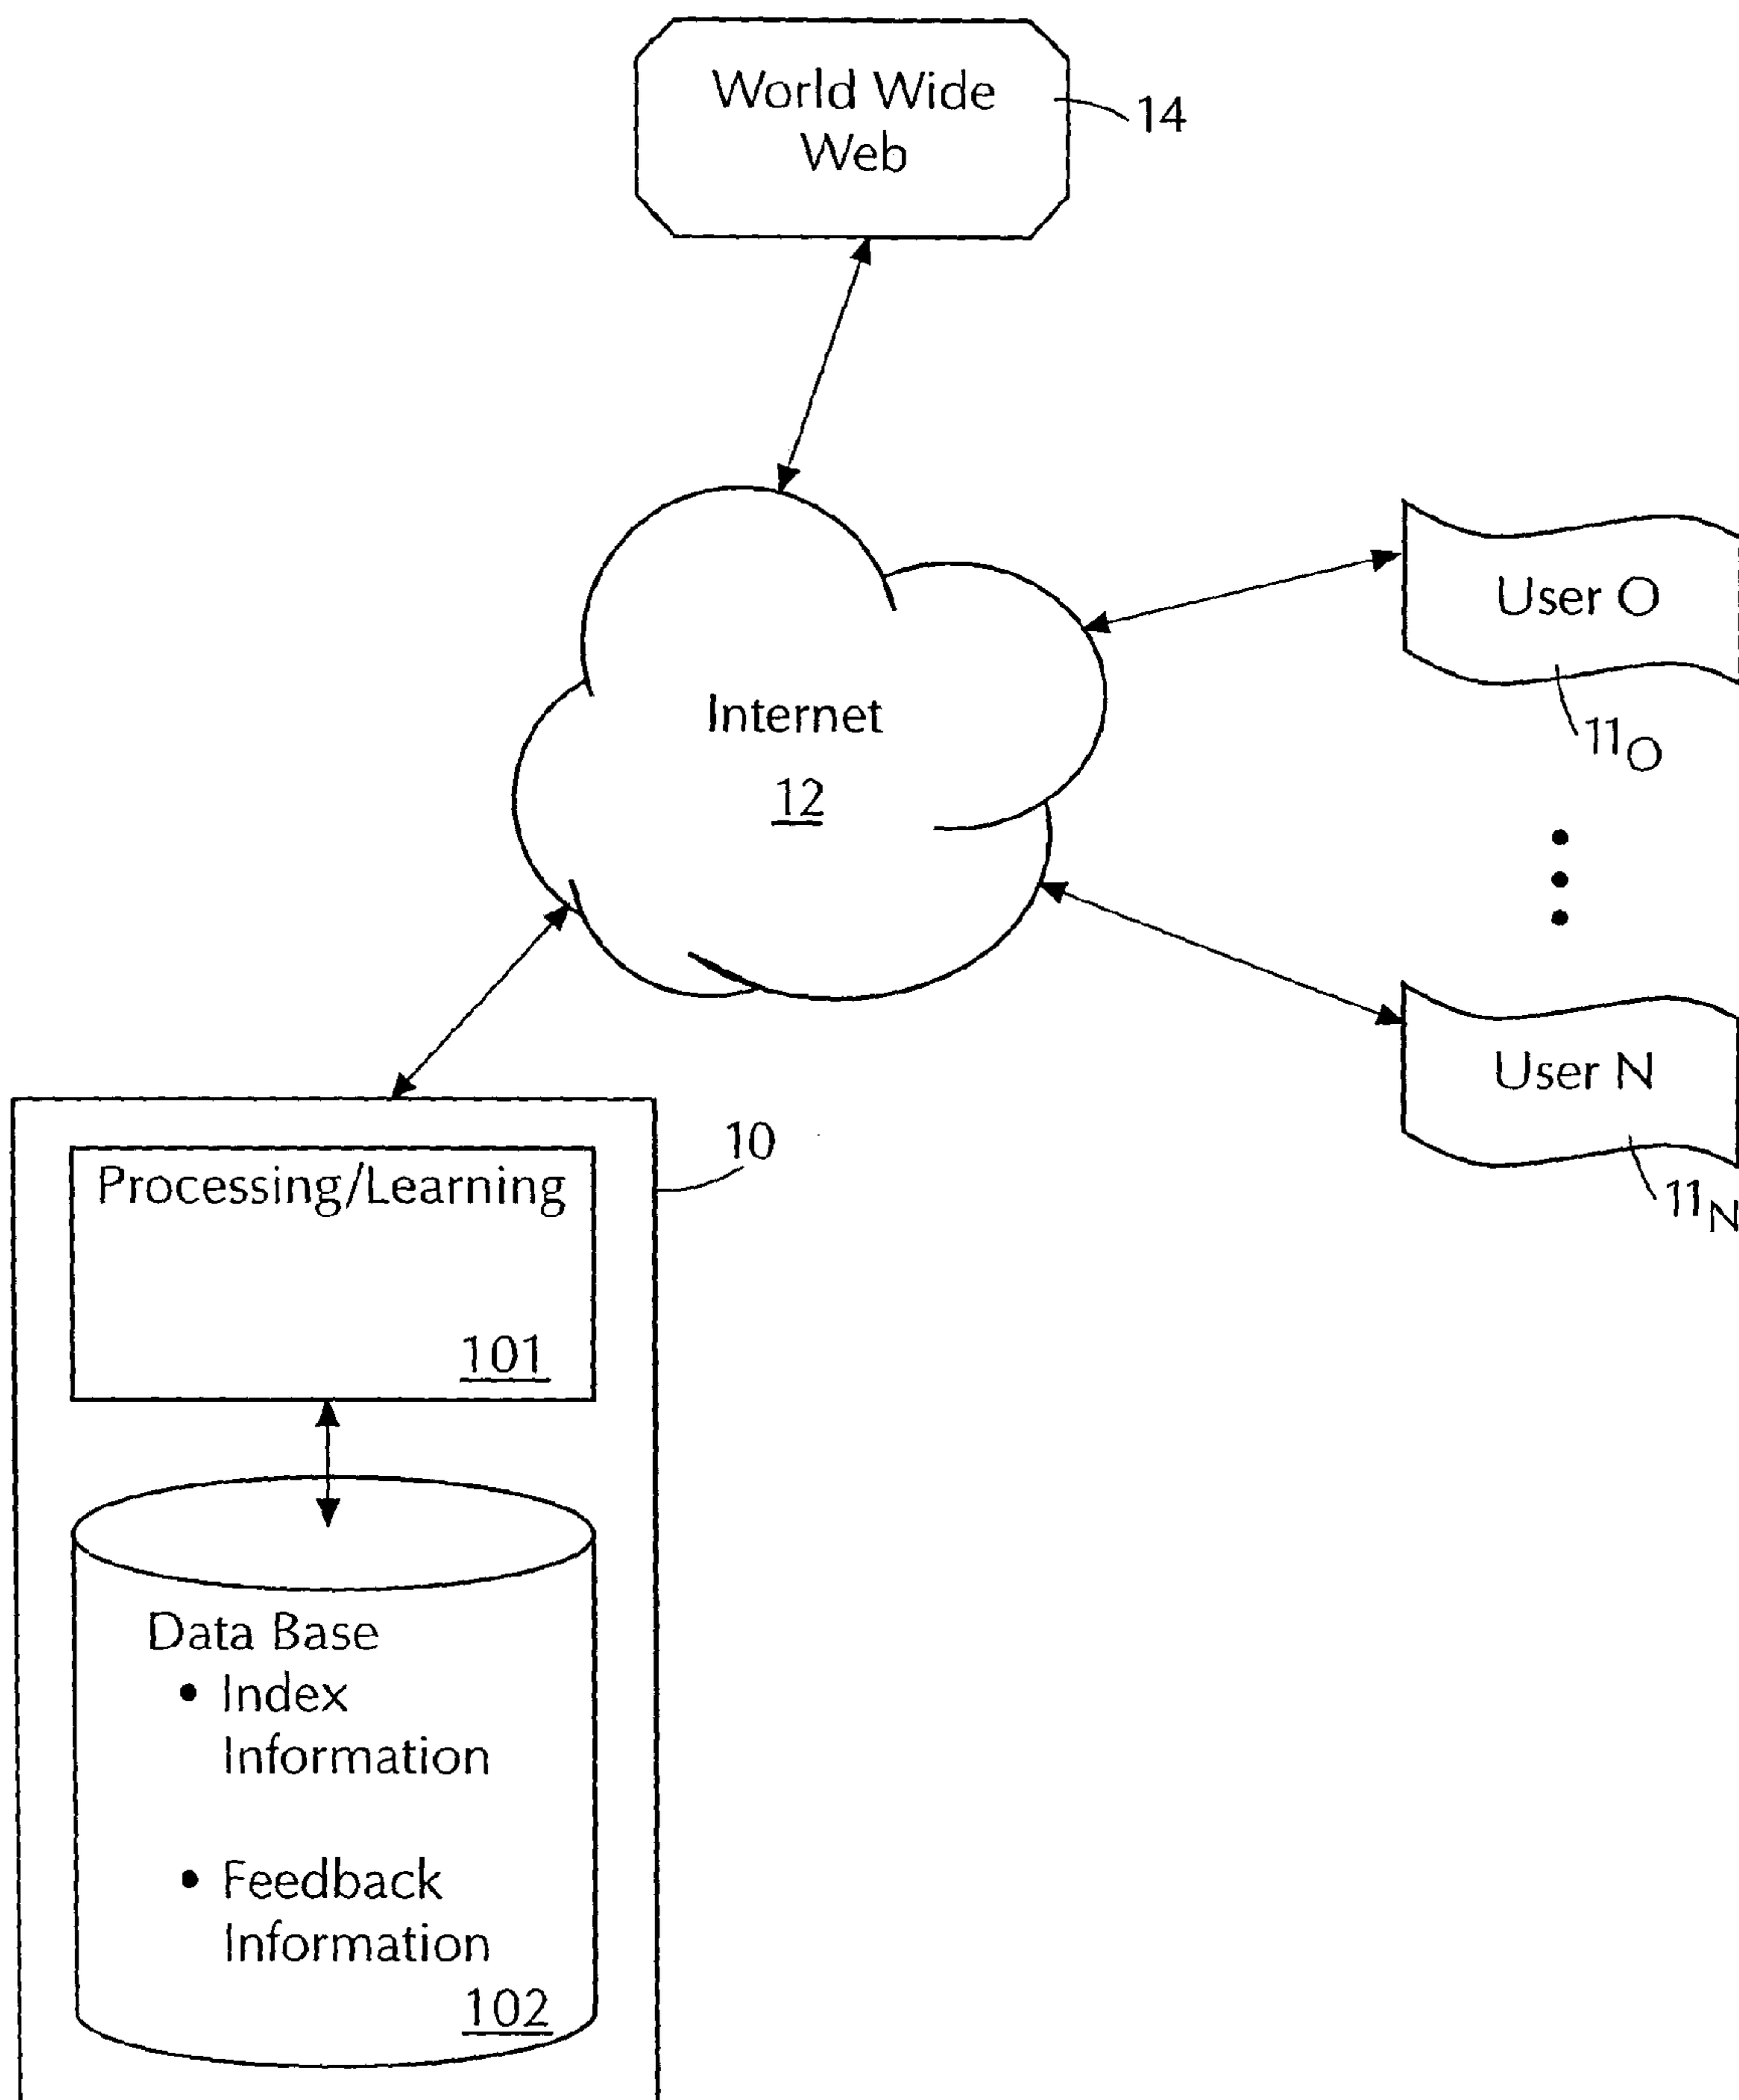 World Wide
Web
14
User O
11O
Internet
12
User N
11N
10
Processing/Learning
101
Data Base
• Index
Information
• Feedback
Information
102